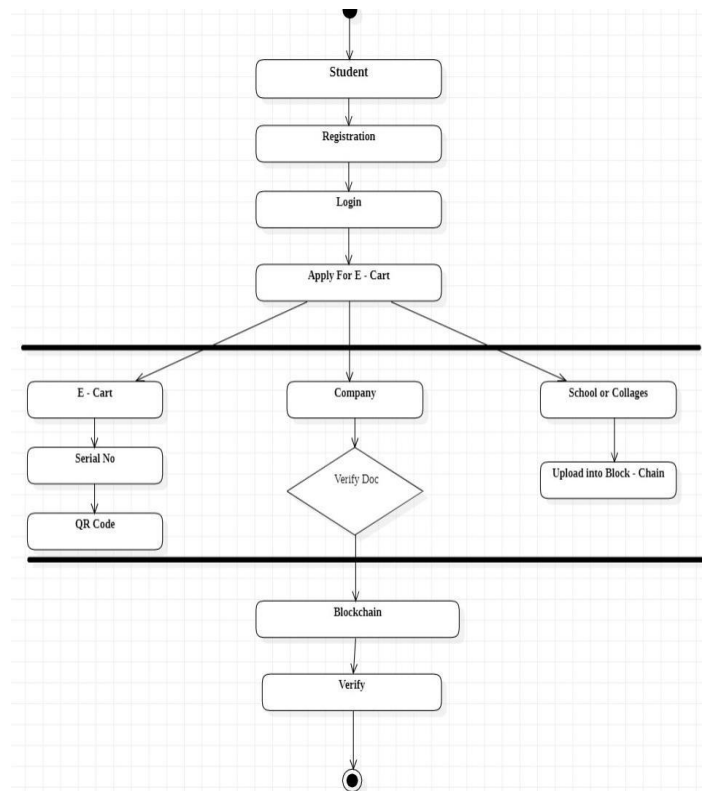 Student
Registration
Login
Apply For E - Cart
E - Cart
Company
School or Collages
Serial No
Verify Doc
Upload into Block - Chain
QR Code
Blockchain
Verify